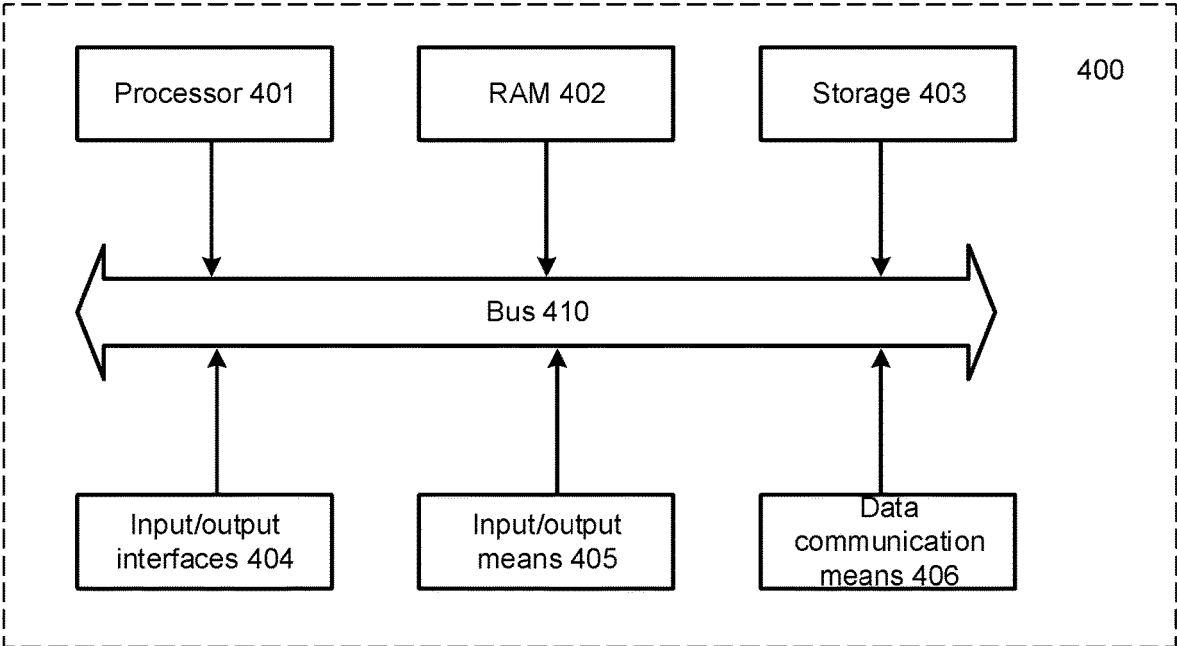 Processor 401
RAM 402
Storage 403
400
Bus 410
Input/output
interfaces 404
Input/output
means 405
Data
communication
means 406